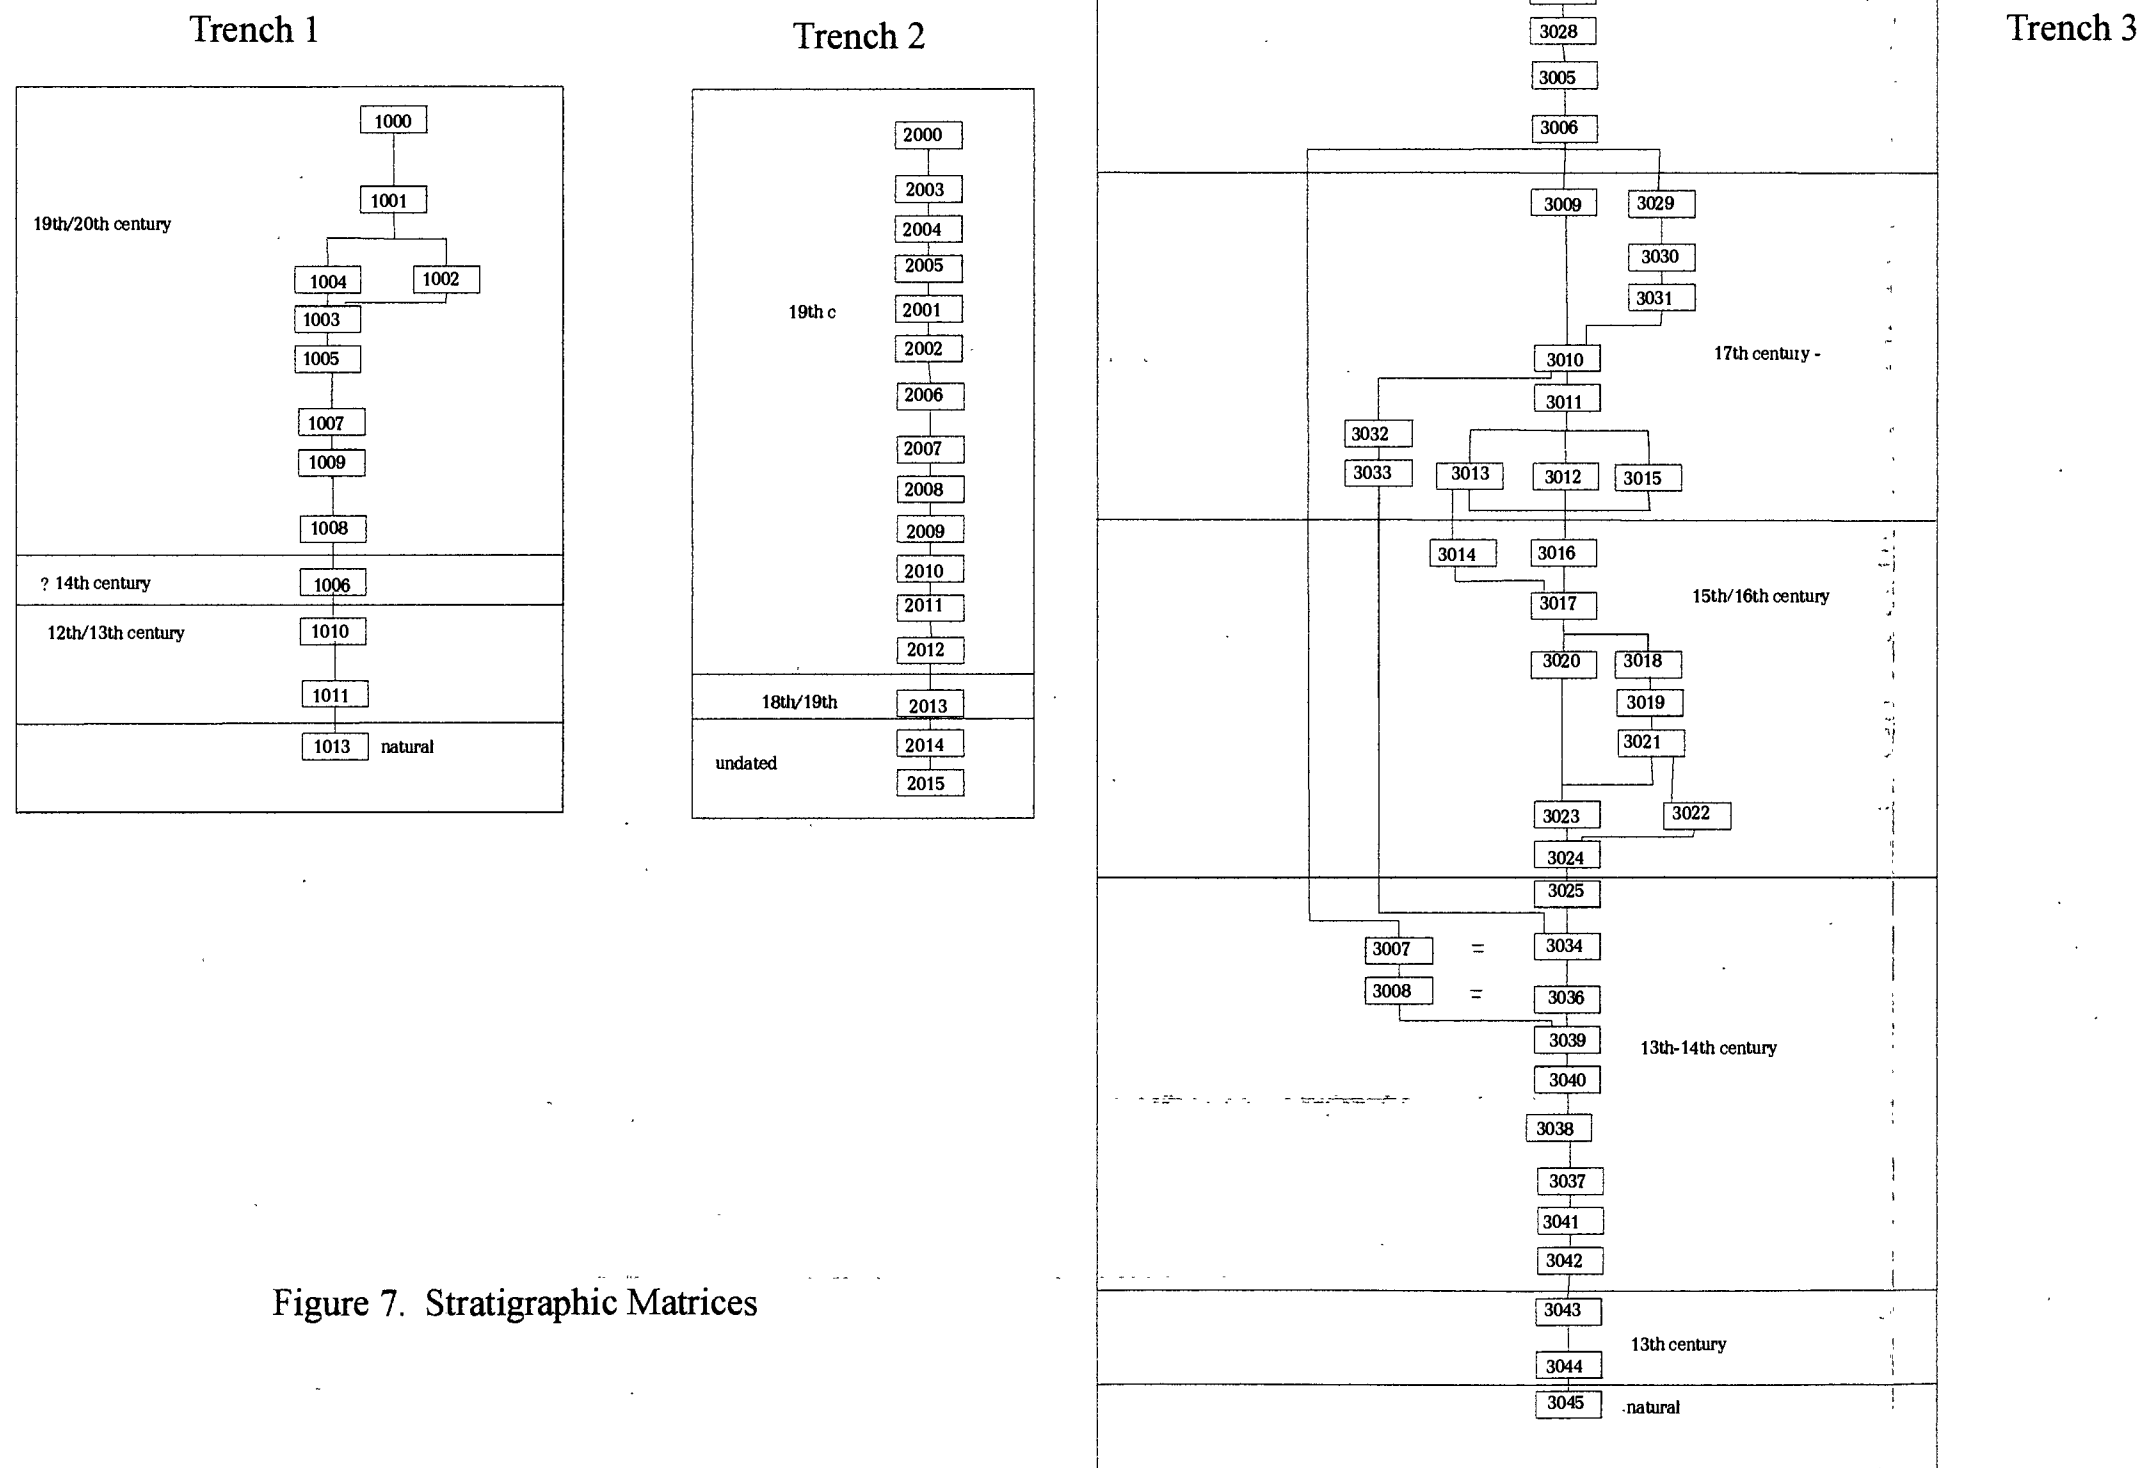 Trench 1
1000
1001
19th/20th century
1004 1002
1003
1005
1007
1009
1008
? 14th century 1006
12th/13th century 1010
1011
1013 natural
Trench 2
2000
2003
2004
2005
19th c 2001
2002
2006
2007
2008
2009
2010
2011
2012
18th/19th 2013
2014
undated
2015
Trench 3
3028
3005
3006
3009 3029
3030
3031
3010 17th century -
3011
3032
3033 3013 3012 3015
3014 3016
15th/16th century
3017
3020 3018
3019
3021
3023 3022
3024
3025
3007 = 3034
3008 = 3036
3039
13th-14th century
3040
3038
3037
3041
3042
3043
13th century
3044
3045 natural
Figure 7. Stratigraphic Matrices